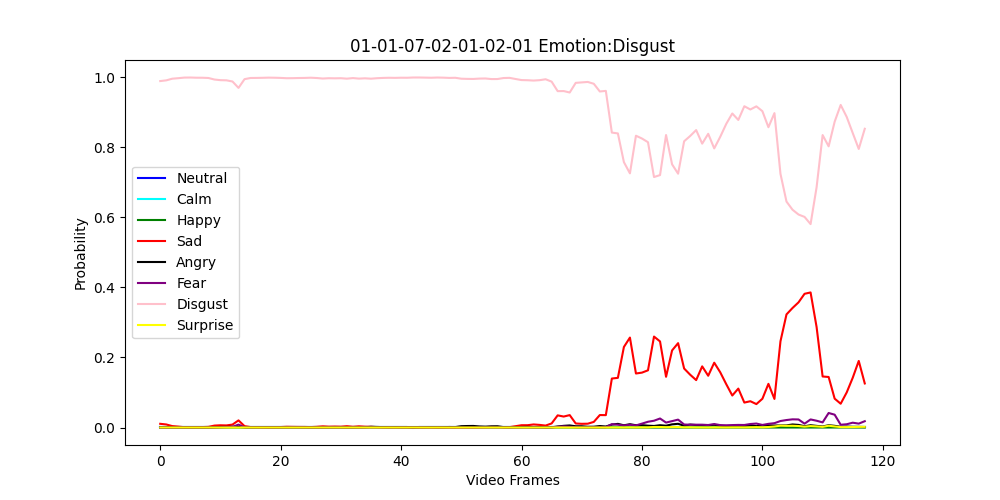 01-01-07-02-01-02-01 Emotion:Disgust
Probability
1.0
0.8
0.6
0.4
0.2
0.0
Neutral
Calm
Happy
Sad
Angry
Fear
Disgust
Surprise
0 20 40 60 80 100 120
Video Frames